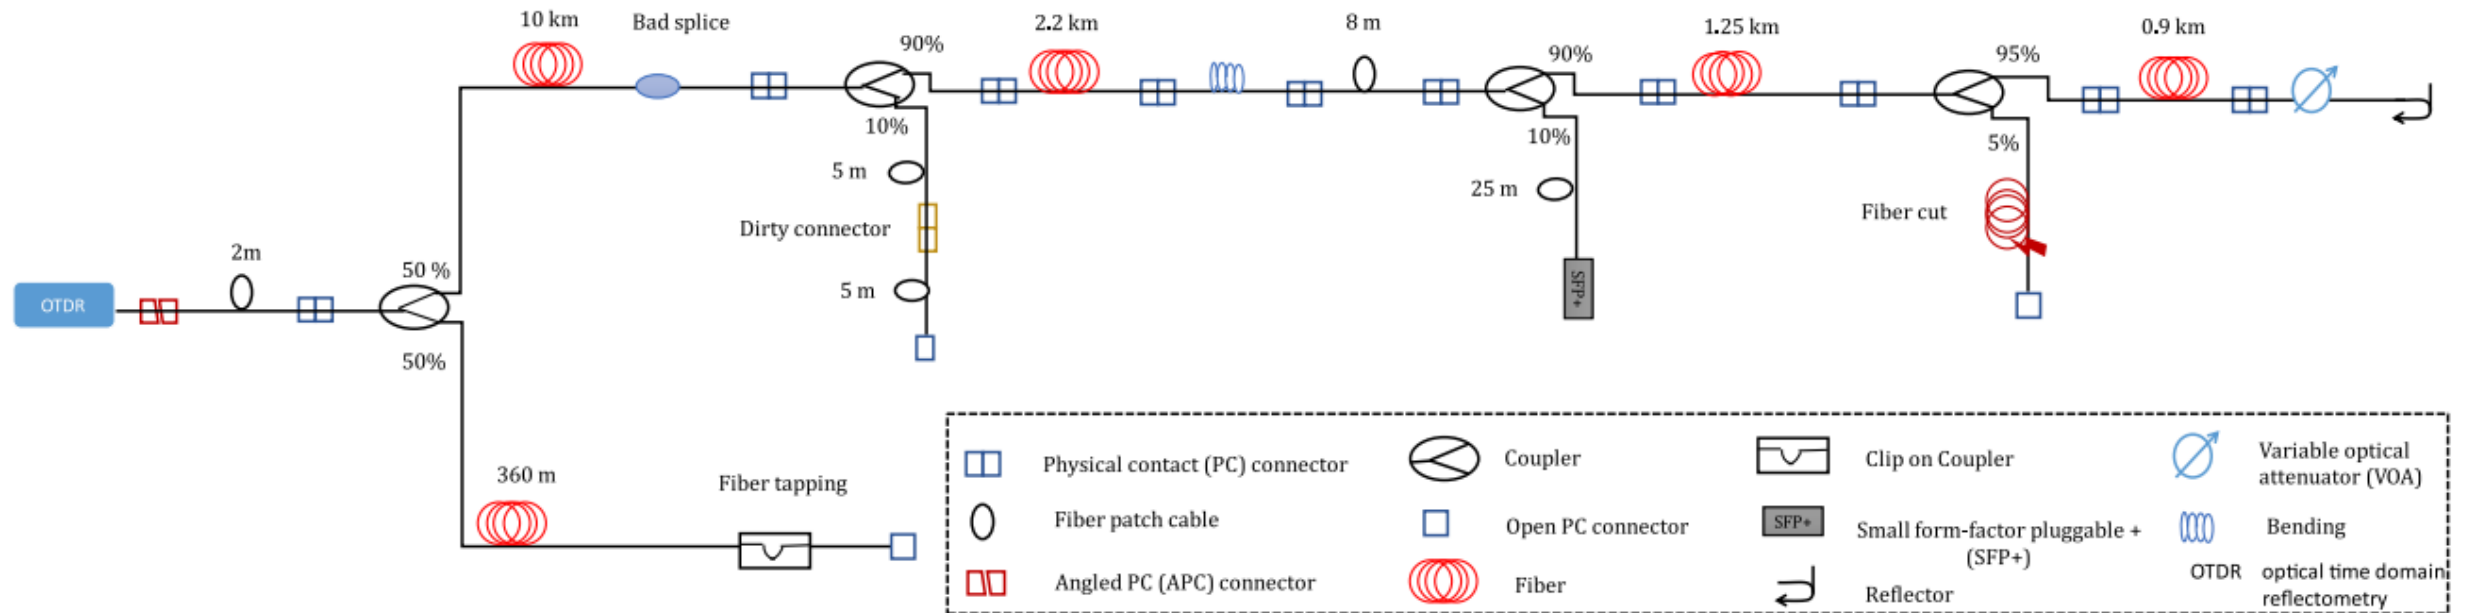 10 km
Bad splice
90%
2.2 km
8 m
90%
1.25 km
95%
0.9 km
10%
5 m
Dirty connector
5 m
10%
25 m
SFP+
5%
Fiber cut
OTDR
2m
50 %
50%
360 m
Fiber tapping
Physical contact (PC) connector
Coupler
Clip on Coupler
Variable optical
attenuator (VOA)
Fiber patch cable
Open PC connector
SFP+
Small form-factor pluggable +
(SFP+)
Bending
Angled PC (APC) connector
Fiber
Reflector
OTDR optical time domain
reflectometry